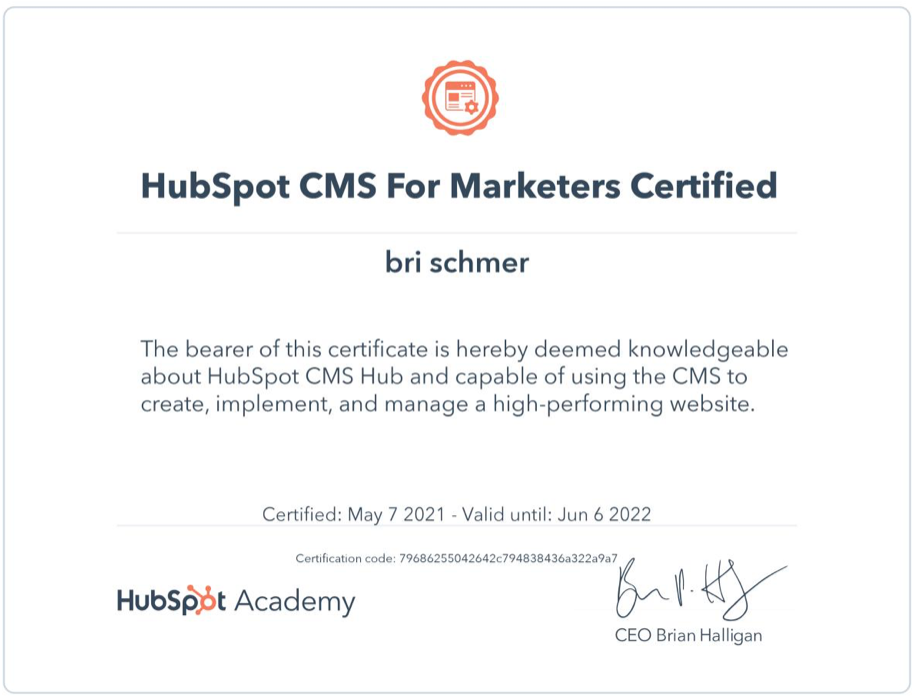 HubSpot CMS For Marketers Certified
bri schmer
The bearer of this certificate is hereby deemed knowledgeable
about HubSpot CMS Hub and capable of using the CMS to
create, implement, and manage a high-performing website.
Certified: May 7 2021 - Valid until: Jun 6 2022
Certification code: 79686255042642c794838436a322a9a7
HubSpot Academy
CEO Brian Halligan